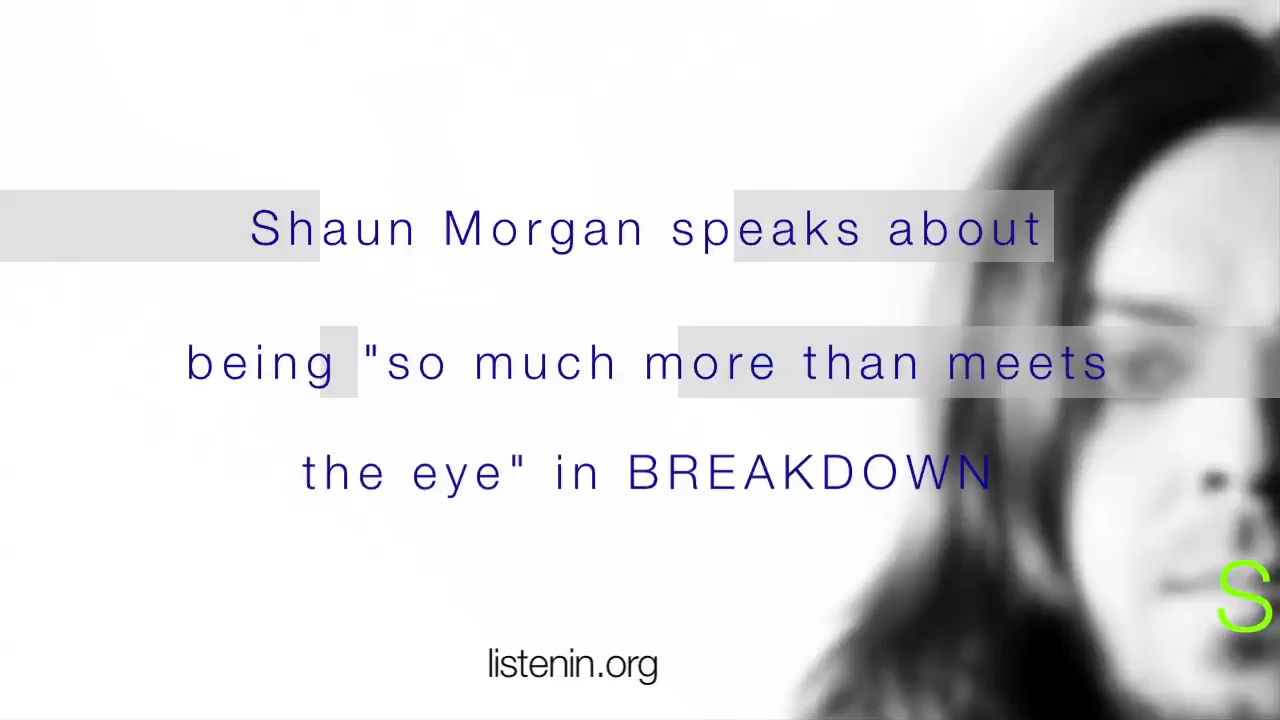 Shaun Morgan speaks about
being "so much more than meets
the eye" in BREAKDOWN
S
listenin.org